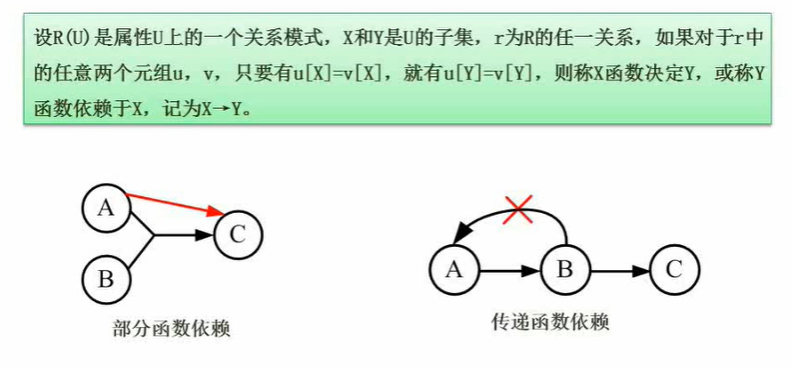 设R(U)是属性U上的一个关系模式，X和Y是U的子集，r为R的任一关系，如果对于r中
的任意两个元组u，v，只要有u[X]=v[X]，就有u[Y]=v[Y]，则称X函数决定Y，或称Y
函数依赖于X，记为X→Y。
A
C
B
部分函数依赖
A
B
C
传递函数依赖